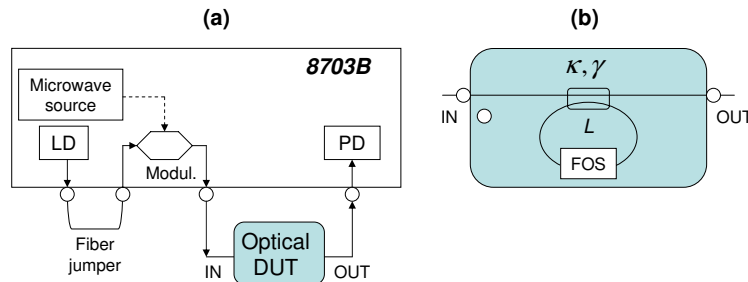 (a)
8703B
Microwave
source
LD
Modul.
PD
Fiber
jumper
IN
Optical
DUT
OUT
(b)
κ, γ
IN
OUT
L
FOS